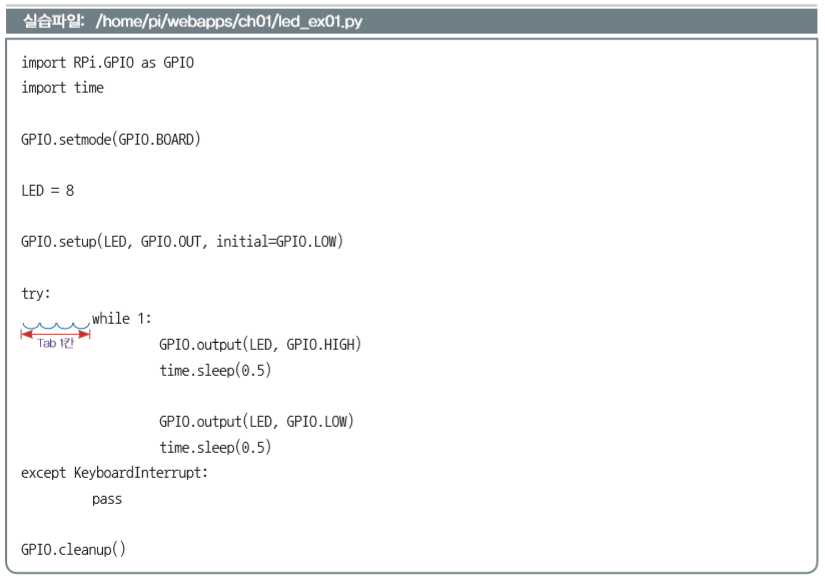 실습파일: /home/pi/webapps/ch01/led_ex01.py
import RPi.GPIO as GPIO
import time
GPIO.setmode(GPIO.BOARD)
LED = 8
GPIO.setup(LED, GPIO.OUT, initial=GPIO.LOW)
try:
while 1:
Tab 1칸
GPIO.output(LED, GPIO.HIGH)
time.sleep(0.5)
GPIO.output(LED, GPIO.LOW)
time.sleep(0.5)
except KeyboardInterrupt:
pass
GPIO.cleanup()